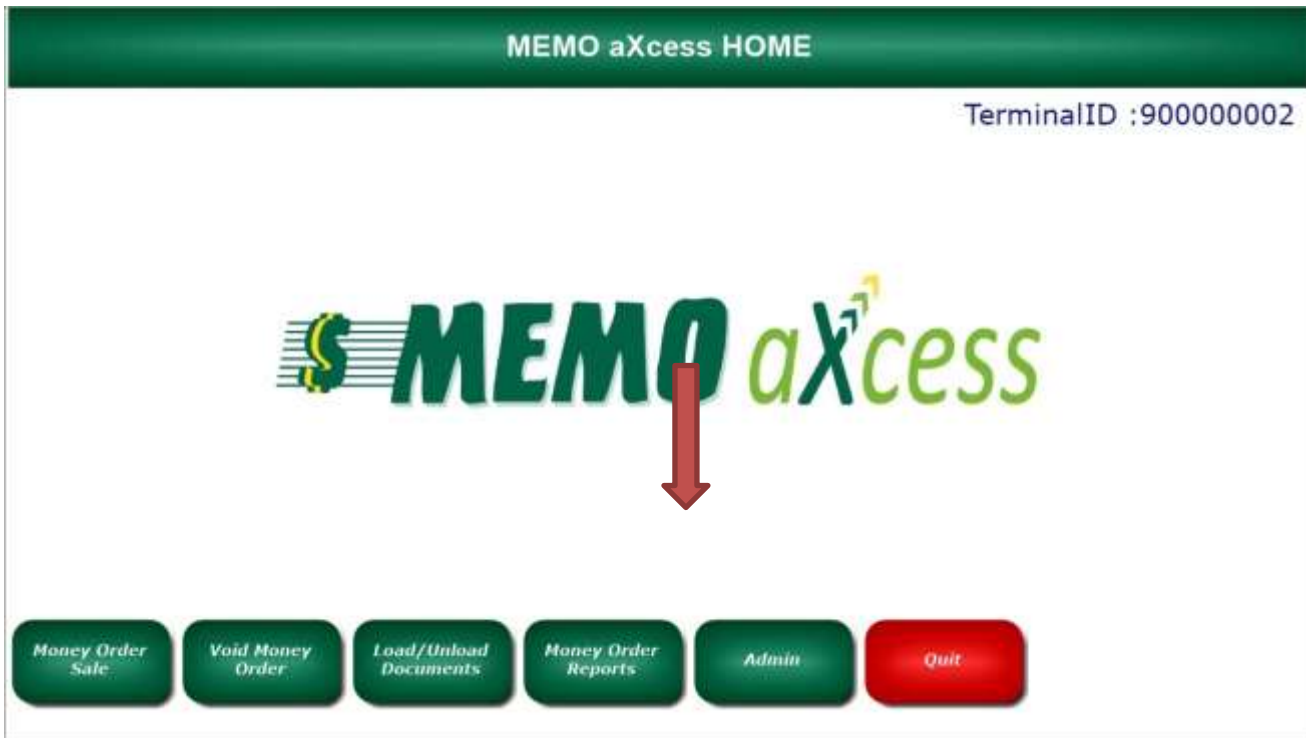 MEMO aXcess HOME
TerminalID :900000002
$ MEMO aXcess
Money Order
Sale
Void Money
Order
Load/Unload
Documents
Money Order
Reports
Admin
Quit